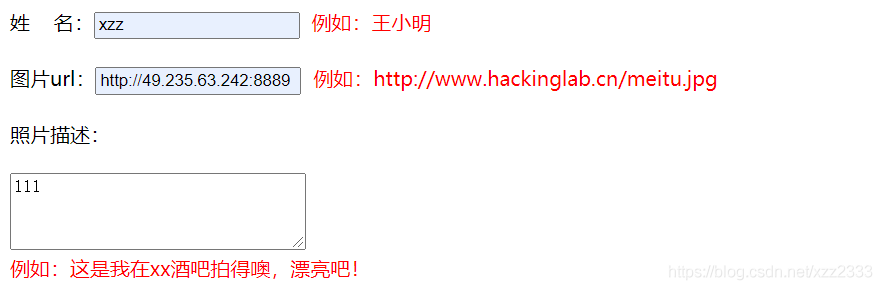 姓 名：xzz 例如：王小明
图片url：http://49.235.63.242:8889 例如：http://www.hackinglab.cn/meitu.jpg
照片描述：
111
例如：这是我在xx酒吧拍得噢，漂亮吧！
https://blog.csdn.net/xzz2333